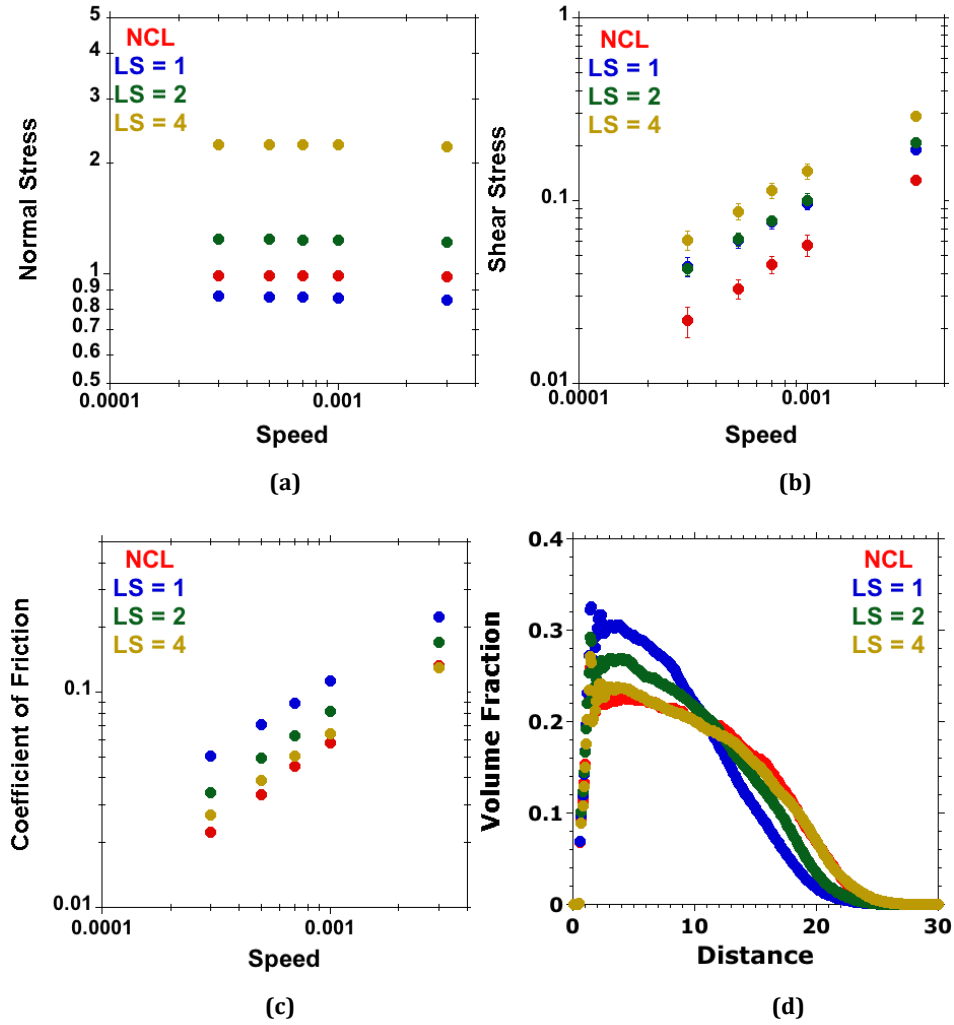 5
4
3
2
1
0.9
0.8
0.7
0.6
0.5
NCL
LS = 1
LS = 2
LS = 4
Normal Stress
0.0001
0.001
Speed
(a)
1
0.1
0.01
NCL
LS = 1
LS = 2
LS = 4
Shear Stress
0.0001
0.001
Speed
(b)
0.1
0.01
NCL
LS = 1
LS = 2
LS = 4
Coefficient of Friction
0.0001
0.001
Speed
(c)
0.4
0.3
0.2
0.1
0
NCL
LS = 1
LS = 2
LS = 4
Volume Fraction
0
10
20
30
Distance
(d)